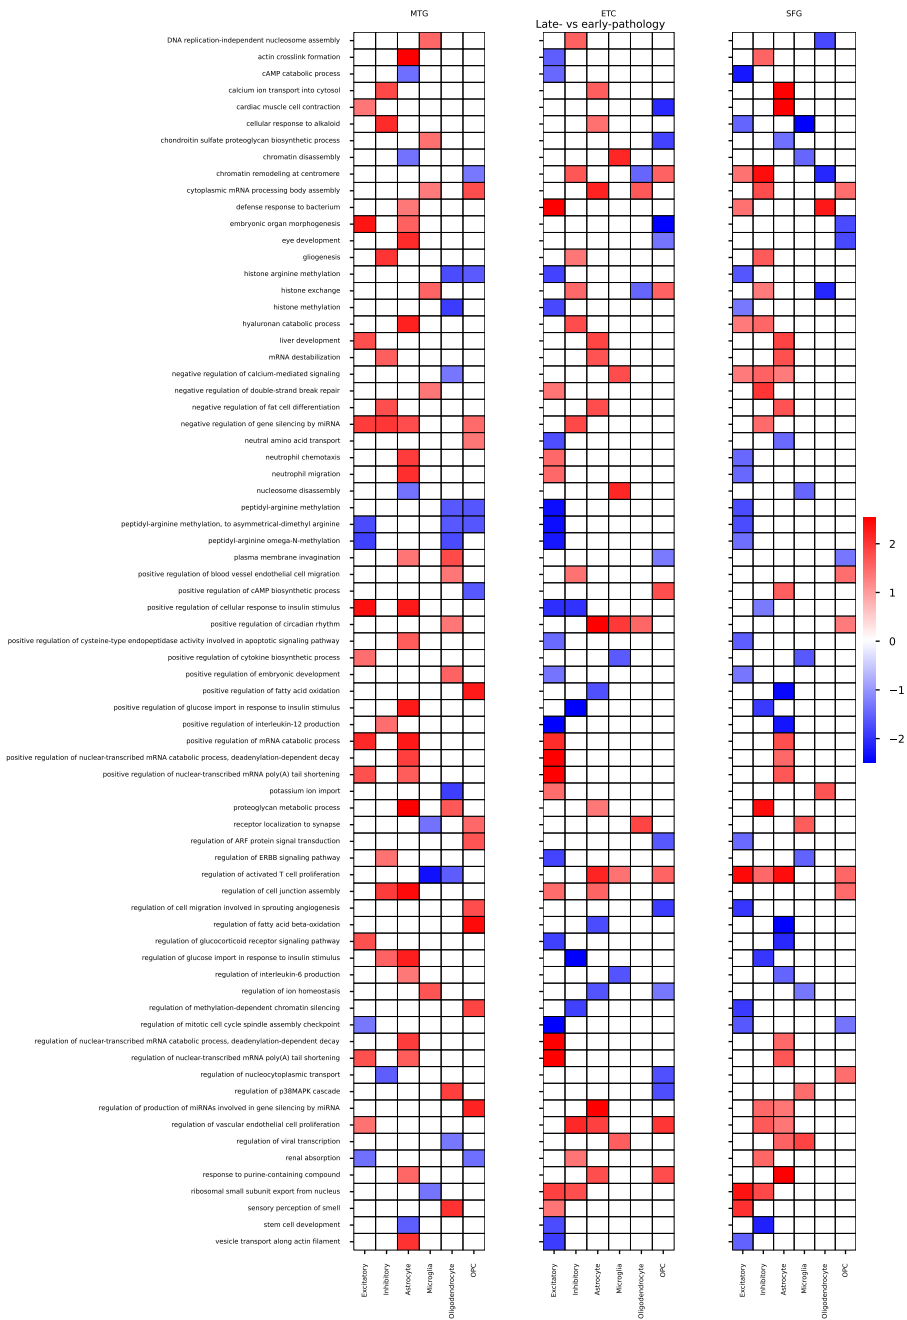 MTG
ETC
SFG
Late- vs early-pathology
DNA replication-independent nucleosome assembly
actin crosslink formation
cAMP catabolic process
calcium ion transport into cytosol
cardiac muscle cell contraction
cellular response to alkaloid
chondroitin sulfate proteoglycan biosynthetic process
chromatin disassembly
chromatin remodeling at centromere
cytoplasmic mRNA processing body assembly
defense response to bacterium
embryonic organ morphogenesis
eye development
gliogenesis
histone arginine methylation
histone exchange
histone methylation
hyaluronan catabolic process
liver development
mRNA destabilization
negative regulation of calcium-mediated signaling
negative regulation of double-strand break repair
negative regulation of fat cell differentiation
negative regulation of gene silencing by miRNA
neutral amino acid transport
neutrophil chemotaxis
neutrophil migration
nucleosome disassembly
peptidyl-arginine methylation
peptidyl-arginine methylation, to asymmetrical-dimethyl arginine
peptidyl-arginine omega-N-methylation
plasma membrane invagination
positive regulation of blood vessel endothelial cell migration
positive regulation of cAMP biosynthetic process
positive regulation of cellular response to insulin stimulus
positive regulation of circadian rhythm
positive regulation of cysteine-type endopeptidase activity involved in apoptotic signaling pathway
positive regulation of cytokine biosynthetic process
positive regulation of embryonic development
positive regulation of fatty acid oxidation
positive regulation of glucose import in response to insulin stimulus
positive regulation of interleukin-12 production
positive regulation of mRNA catabolic process
positive regulation of nuclear-transcribed mRNA catabolic process, deadenylation-dependent decay
positive regulation of nuclear-transcribed mRNA poly(A) tail shortening
potassium ion import
proteoglycan metabolic process
receptor localization to synapse
regulation of ARF protein signal transduction
regulation of ERBB signaling pathway
regulation of activated T cell proliferation
regulation of cell junction assembly
regulation of cell migration involved in sprouting angiogenesis
regulation of fatty acid beta-oxidation
regulation of glucocorticoid receptor signaling pathway
regulation of glucose import in response to insulin stimulus
regulation of interleukin-6 production
regulation of ion homeostasis
regulation of methylation-dependent chromatin silencing
regulation of mitotic cell cycle spindle assembly checkpoint
regulation of nuclear-transcribed mRNA catabolic process, deadenylation-dependent decay
regulation of nuclear-transcribed mRNA poly(A) tail shortening
regulation of nucleocytoplasmic transport
regulation of p38MAPK cascade
regulation of production of miRNAs involved in gene silencing by miRNA
regulation of vascular endothelial cell proliferation
regulation of viral transcription
renal absorption
response to purine-containing compound
ribosomal small subunit export from nucleus
sensory perception of smell
stem cell development
vesicle transport along actin filament
Excitatory
Inhibitory
Astrocyte
Microglia
Oligodendrocyte
OPC
Excitatory
Inhibitory
Astrocyte
Microglia
Oligodendrocyte
OPC
Excitatory
Inhibitory
Astrocyte
Microglia
Oligodendrocyte
OPC
2
1
0
−1
−2